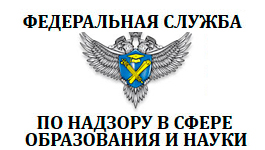 ФЕДЕРАЛЬНАЯ СЛУЖБА
ПО НАДЗОРУ В СФЕРЕ
ОБРАЗОВАНИЯ И НАУКИ